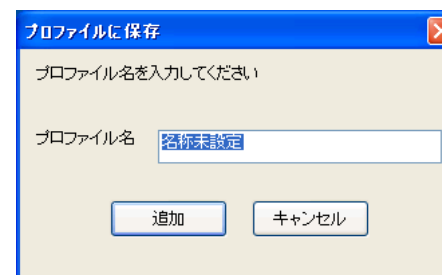 プロファイルに保存
プロファイル名を入力してください
プロファイル名
名称未設定
追加
キャンセル